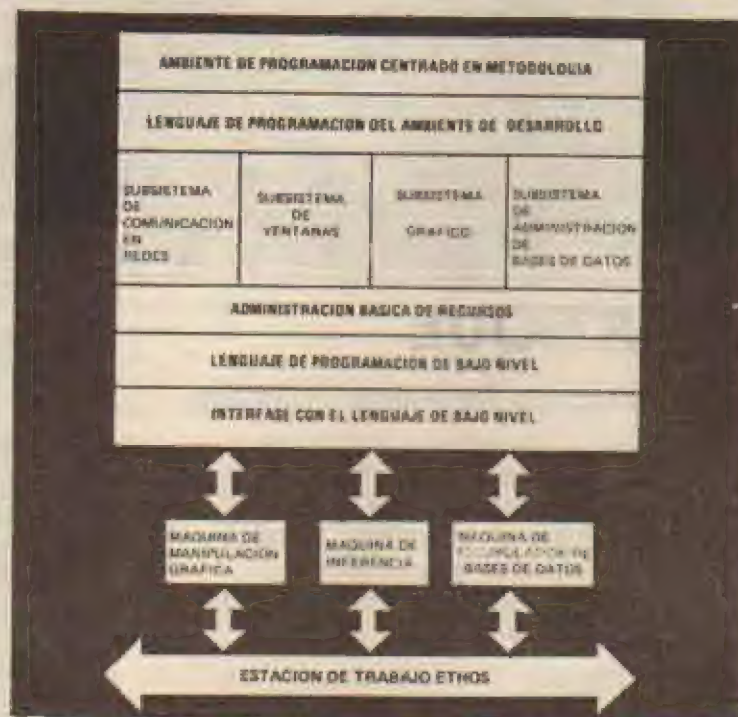 AMBIENTE DE PROGRAMACION CENTRADO EN METODOLOGIA
LENGUAJE DE PROGRAMACION DEL AMBIENTE DE DESARROLLO
SUBSISTEMA
DE
COMUNICACION
EN
REDES
SUBSISTEMA
DE
VENTANAS
SUBSISTEMA
GRAFICO
SUBSISTEMA
DE
ADMINISTRACION
DE
BASES DE DATOS
ADMINISTRACION BASICA DE RECURSOS
LENGUAJE DE PROGRAMACION DE BAJO NIVEL
INTERFASE CON EL LENGUAJE DE BAJO NIVEL
MAQUINA DE
MANIPULACION
GRAFICA
MAQUINA DE
INFERENCIA
MAQUINA DE
DE
BASES DE DATOS
ESTACION DE TRABAJO ETHOS